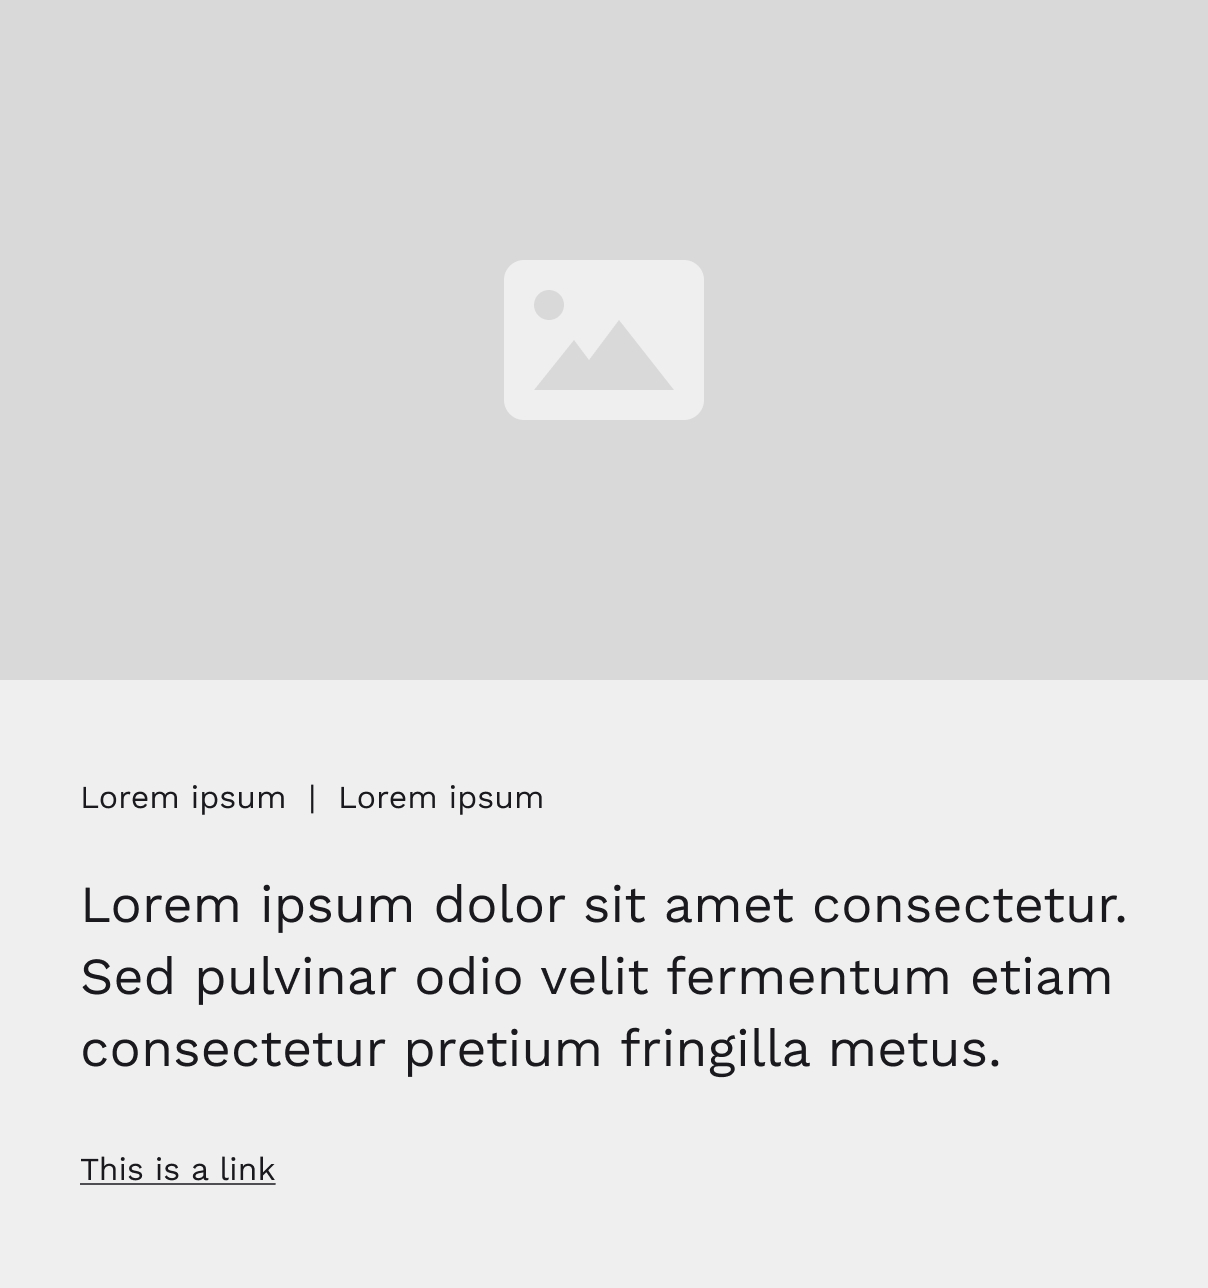 Lorem ipsum | Lorem ipsum
Lorem ipsum dolor sit amet consectetur.
Sed pulvinar odio velit fermentum etiam
consectetur pretium fringilla metus.
This is a link